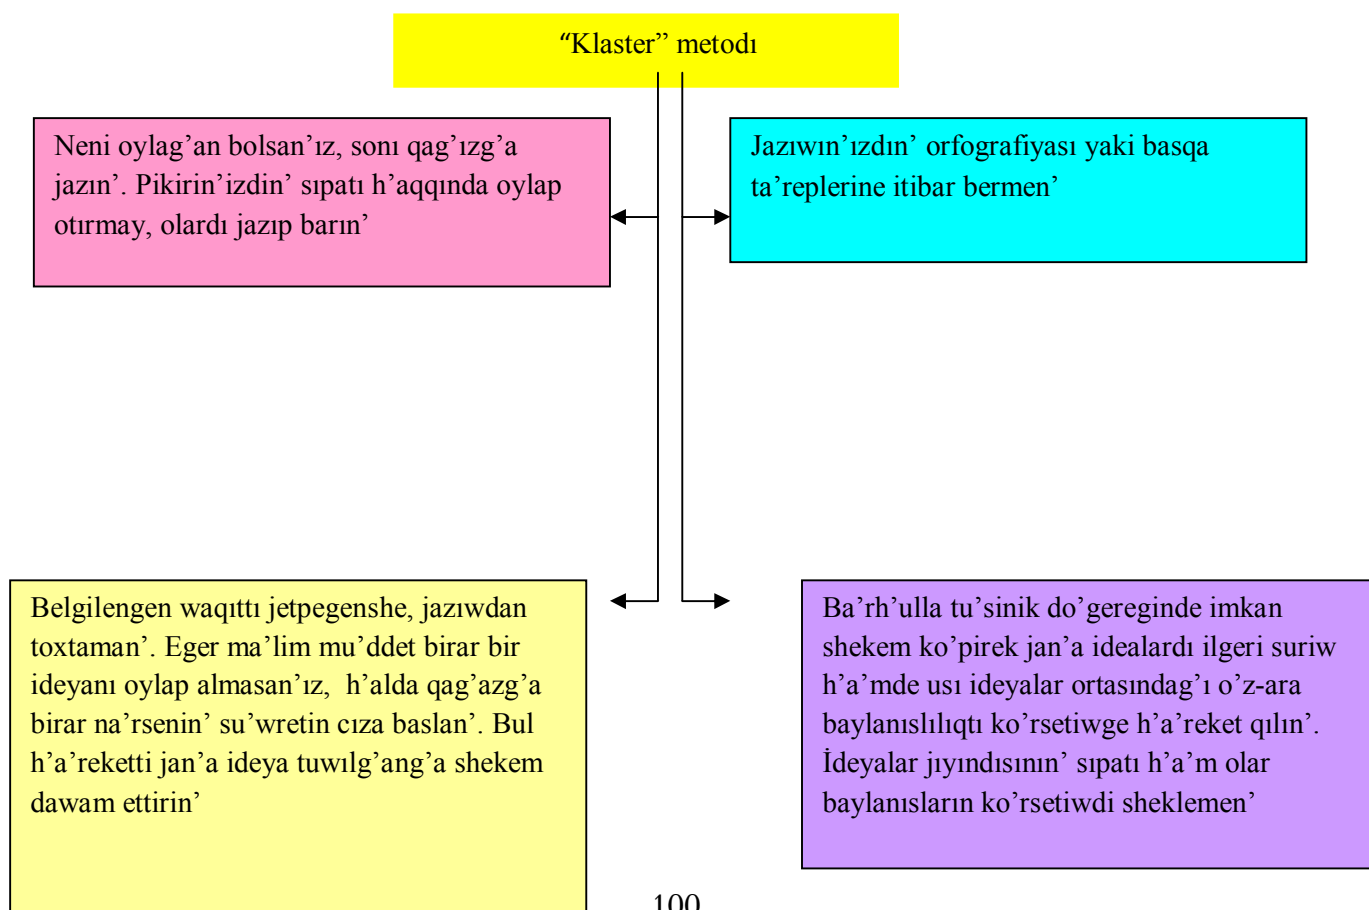 “Klaster” metodı
Neni oylag’an bolsan’ız, sonı qag’ızg’a
jazın’. Pikirin’izdin’ sıpatı h’aqqında oylap
otırmay, olardı jazıp barın’
Jazıwın’ızdın’ orfografiyası yaki basqa
ta’replerine itibar bermen’
Belgilengen waqıttı jetpegenshe, jazıwdan
toxtaman’. Eger ma’lim mu’ddet birar bir
ideyanı oylap almasan’ız, h’alda qag’azg’a
birar na’rsenin’ su’wretin cıza baslan’. Bul
h’a’reketti jan’a ideya tuwılg’ang’a shekem
dawam ettirin’
Ba’rh’ulla tu’sinik do’gereginde imkan
shekem ko’pirek jan’a idealardı ilgeri suriw
h’a’mde usı ideyalar ortasındag’ı o’z-ara
baylanıslılıqtı ko’rsetiwge h’a’reket qılın’.
İdeyalar jıyındısının’ sıpatı h’a’m olar
baylanısların ko’rsetiwdi sheklemen’
100